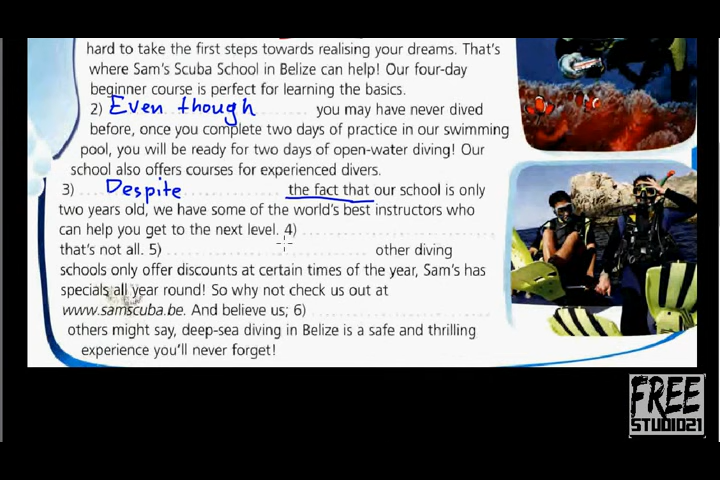 hard to take the first steps towards realising your dreams. That's
where Sam's Scuba School in Belize can help! Our four-day
beginner course is perfect for learning the basics.
2) Even though you may have never dived
before, once you complete two days of practice in our swimming
pool, you will be ready for two days of open-water diving! Our
school also offers courses for experienced divers.
3) Despite the fact that our school is only
two years old, we have some of the world's best instructors who
can help you get to the next level. 4)
that's not all. 5) other diving
schools only offer discounts at certain times of the year, Sam's has
specials all year round! So why not check us out at
www.samscuba.be. And believe us; 6)
others might say, deep-sea diving in Belize is a safe and thrilling
experience you'll never forget!
FREE
STUDIO21